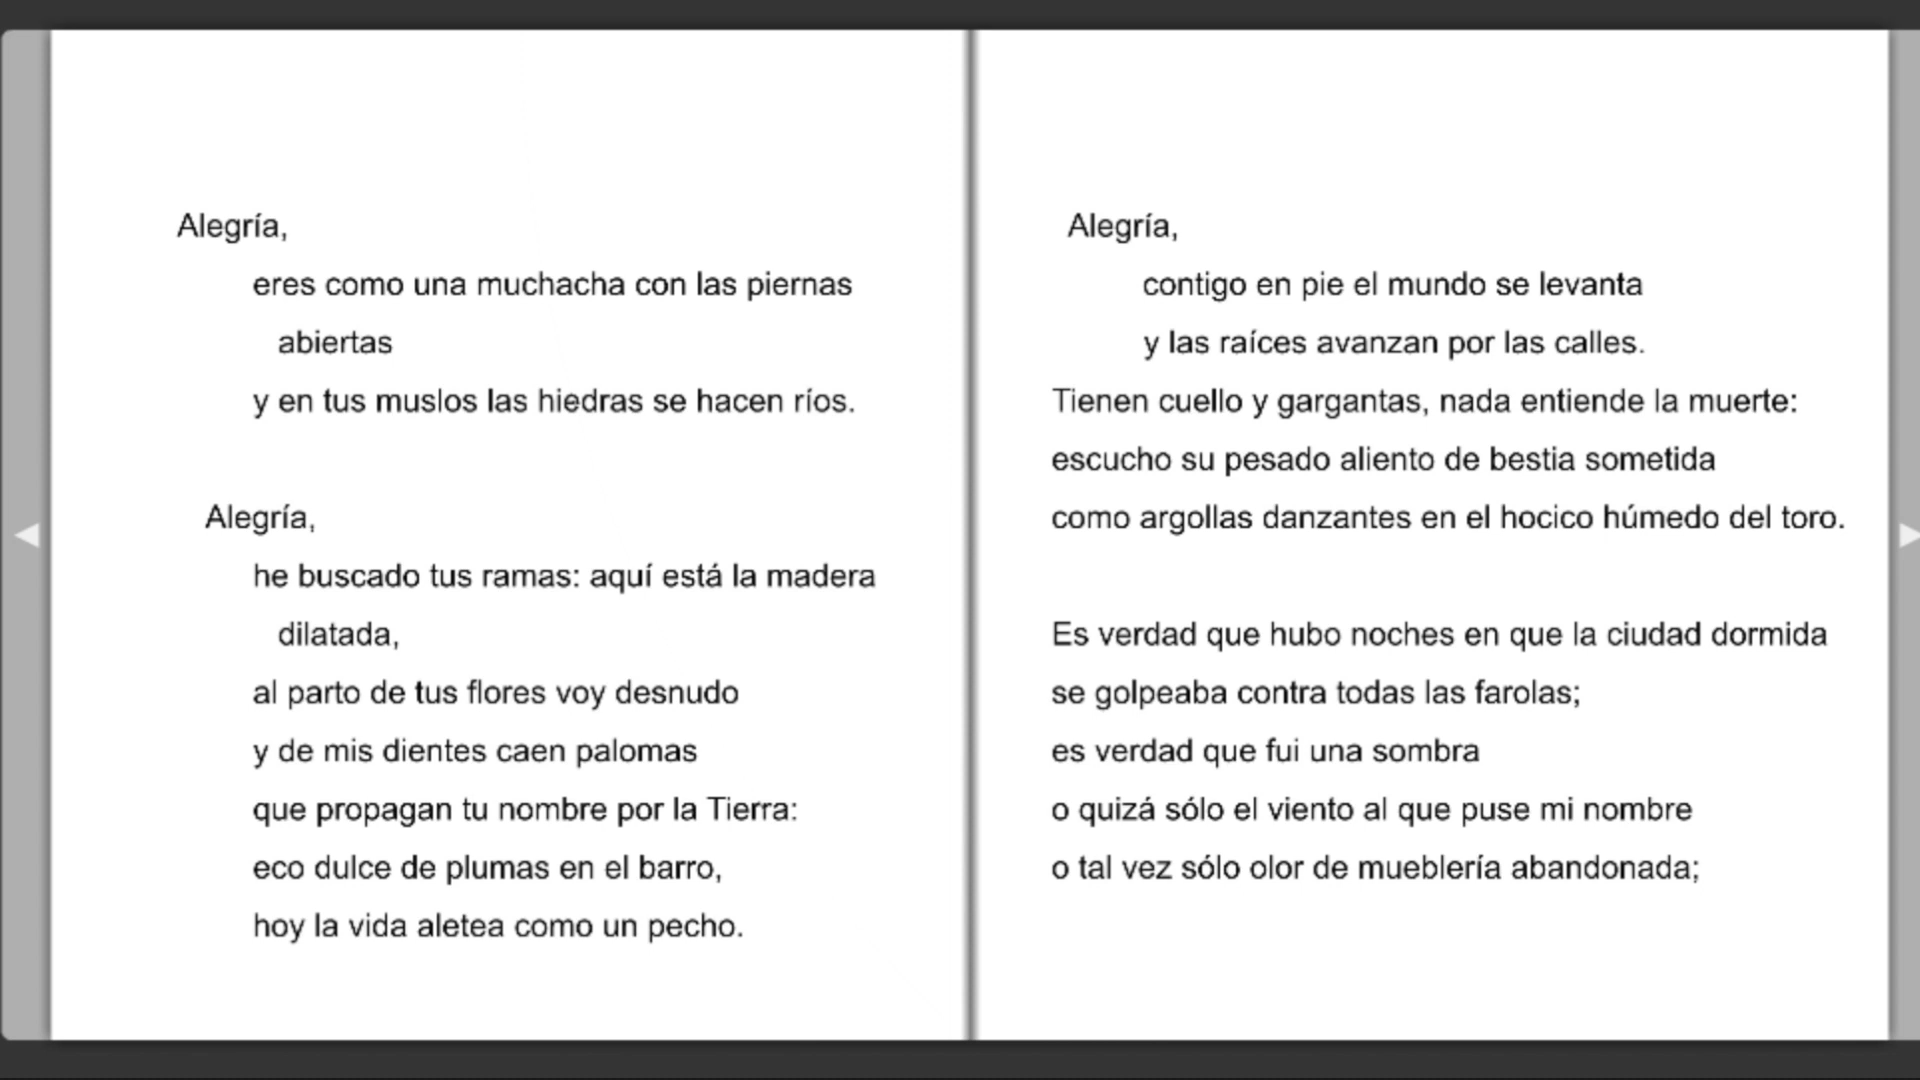 Alegría,
eres como una muchacha con las piernas
abiertas
y en tus muslos las hiedras se hacen ríos.
Alegría,
he buscado tus ramas: aquí está la madera
dilatada,
al parto de tus flores voy desnudo
y de mis dientes caen palomas
que propagan tu nombre por la Tierra:
eco dulce de plumas en el barro,
hoy la vida aletea como un pecho.
Alegría,
contigo en pie el mundo se levanta
y las raíces avanzan por las calles.
Tienen cuello y gargantas, nada entiende la muerte:
escucho su pesado aliento de bestia sometida
como argollas danzantes en el hocico húmedo del toro.
Es verdad que hubo noches en que la ciudad dormida
se golpeaba contra todas las farolas;
es verdad que fui una sombra
o quizá sólo el viento al que puse mi nombre
o tal vez sólo olor de mueblería abandonada;